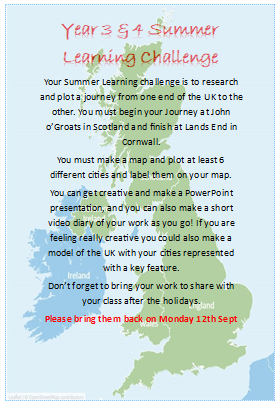 Year 3 & 4 Summer
Learning Challenge
Your Summer Learning challenge is to research
and plot a journey from one end of the UK to the
other. You must begin your Journey at John
o'Groats in Scotland and finish at Lands End in
Cornwall.
You must make a map and plot at least 6
different cities and label them on your map.
You can get creative and make a PowerPoint
presentation, and you can also make a short
video diary of your work as you go! If you are
feeling really creative you could also make a
model of the UK with your cities represented
with a key feature.
Ireland
Don't forget to bring your work to share with
your class after the holidays.
England
Please bring them back on Monday 12th Sept
Wales